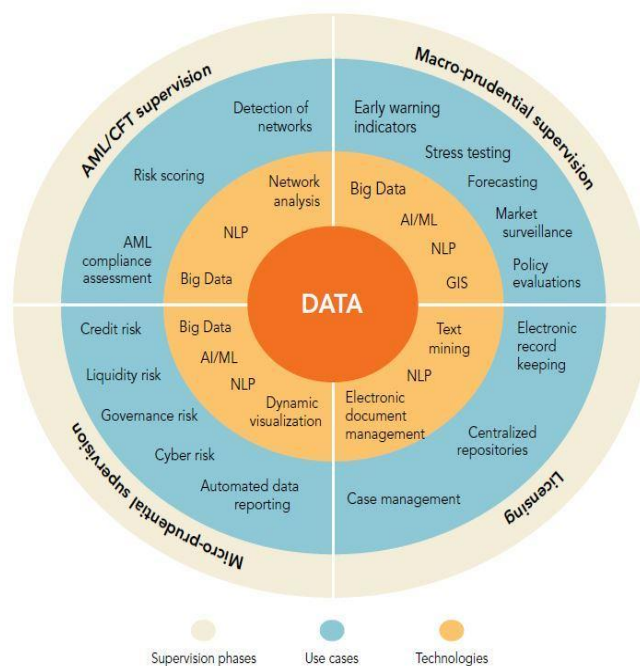 AML/CFT supervision
Detection of
networks
Risk scoring
AML
compliance
assessment
Network
analysis
NLP
Big Data
Macro-prudential supervision
Early warning
indicators
Stress testing
Forecasting
Market
surveillance
Policy
evaluations
Big Data
AI/ML
NLP
GIS
DATA
Micro-prudential supervision
Credit risk
Liquidity risk
Governance risk
Cyber risk
Automated data
reporting
Big Data
AI/ML
NLP
Dynamic
visualization
Licensing
Electronic
record
keeping
Centralized
repositories
Case management
Text
mining
NLP
Electronic
document
management
Supervision phases
Use cases
Technologies